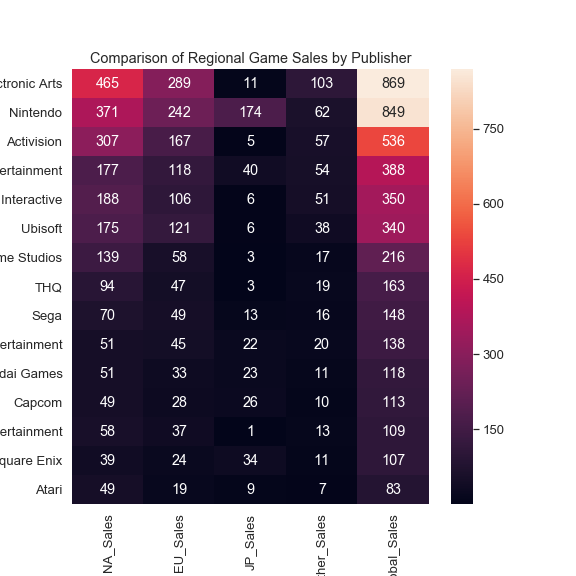 Comparison of Regional Game Sales by Publisher
ctronic Arts 465 289 11 103 869
Nintendo 371 242 174 62 849
Activision 307 167 5 57 536
ertainment 177 118 40 54 388
Interactive 188 106 6 51 350
Ubisoft 175 121 6 38 340
me Studios 139 58 3 17 216
THQ 94 47 3 19 163
Sega 70 49 13 16 148
ertainment 51 45 22 20 138
dai Games 51 33 23 11 118
Capcom 49 28 26 10 113
ertainment 58 37 1 13 109
quare Enix 39 24 34 11 107
Atari 49 19 9 7 83
NA_Sales
EU_Sales
JP_Sales
ther_Sales
obal_Sales
750
600
450
300
150